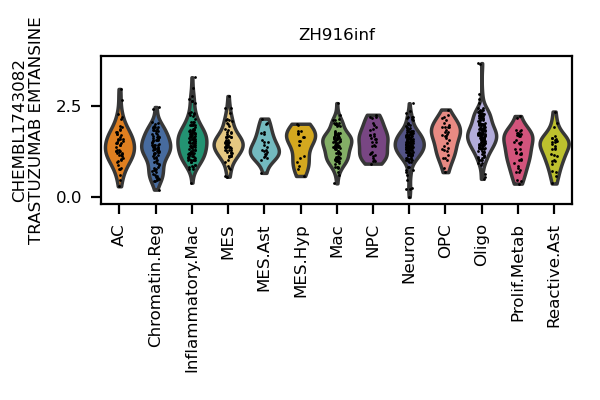 ZH916inf
CHEMBL1743082
TRASTUZUMAB EMTANSINE
2.5
0.0
AC
Chromatin.Reg
Inflammatory.Mac
MES
MES.Ast
MES.Hyp
Mac
NPC
Neuron
OPC
Oligo
Prolif.Metab
Reactive.Ast